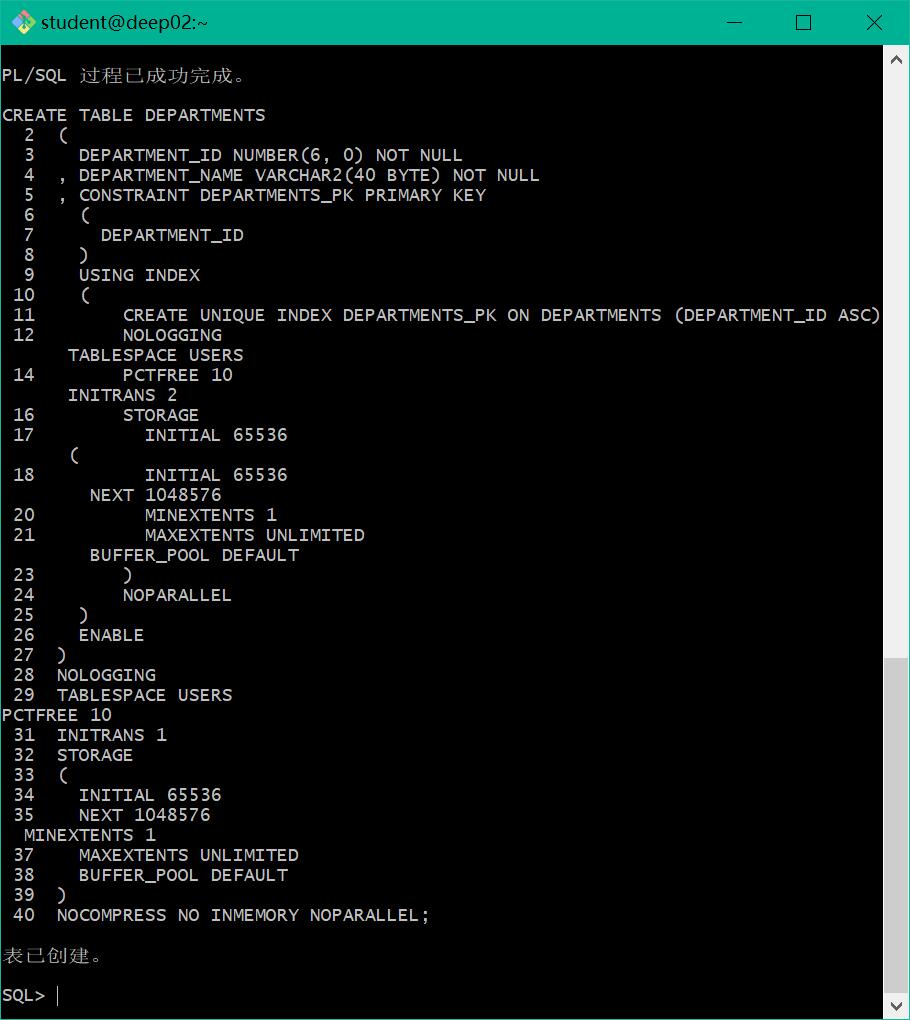 student@deep02:~
PL/SQL 过程已成功完成。
CREATE TABLE DEPARTMENTS
  2  (
  3    DEPARTMENT_ID NUMBER(6, 0) NOT NULL
  4  , DEPARTMENT_NAME VARCHAR2(40 BYTE) NOT NULL
  5  , CONSTRAINT DEPARTMENTS_PK PRIMARY KEY
  6    (
  7      DEPARTMENT_ID
  8    )
  9    USING INDEX
 10    (
 11        CREATE UNIQUE INDEX DEPARTMENTS_PK ON DEPARTMENTS (DEPARTMENT_ID ASC)
 12        NOLOGGING
      TABLESPACE USERS
 14        PCTFREE 10
      INITRANS 2
 16        STORAGE
 17          INITIAL 65536
      (
 18          INITIAL 65536
        NEXT 1048576
 20          MINEXTENTS 1
 21          MAXEXTENTS UNLIMITED
        BUFFER_POOL DEFAULT
 23        )
 24        NOPARALLEL
 25    )
 26    ENABLE
 27  )
 28  NOLOGGING
 29  TABLESPACE USERS
PCTFREE 10
 31  INITRANS 1
 32  STORAGE
 33  (
 34    INITIAL 65536
 35    NEXT 1048576
  MINEXTENTS 1
 37    MAXEXTENTS UNLIMITED
 38    BUFFER_POOL DEFAULT
 39  )
 40  NOCOMPRESS NO INMEMORY NOPARALLEL;
表已创建。
SQL>